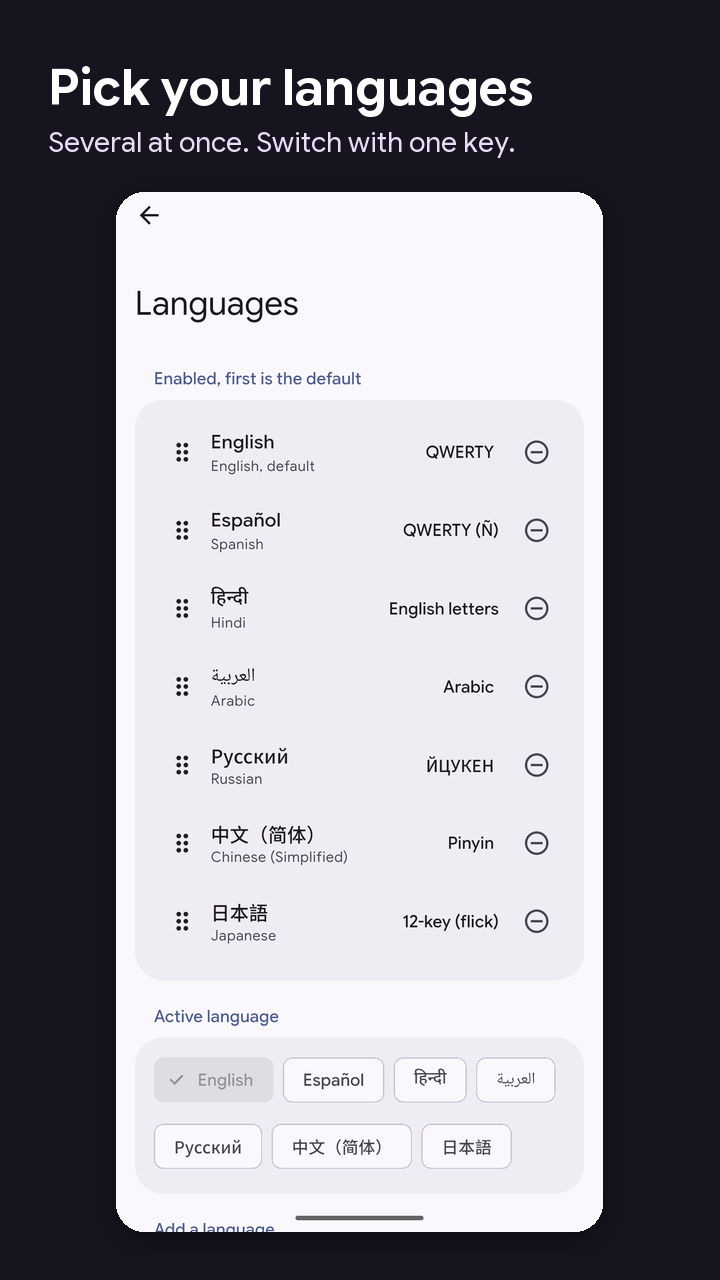 Pick your languages
Several at once. Switch with one key.
Languages
Enabled, first is the default
English
QWERTY
English, default
Español
QWERTY (Ñ)
Spanish
हिन्दी
English letters
Hindi
العربية
Arabic
Arabic
Русский
ЙЦУКЕН
Russian
中文（简体）
Pinyin
Chinese (Simplified)
日本語
12-key (flick)
Japanese
Active language
English Español हिन्दी العربية
Русский 中文（简体） 日本語
Add a language